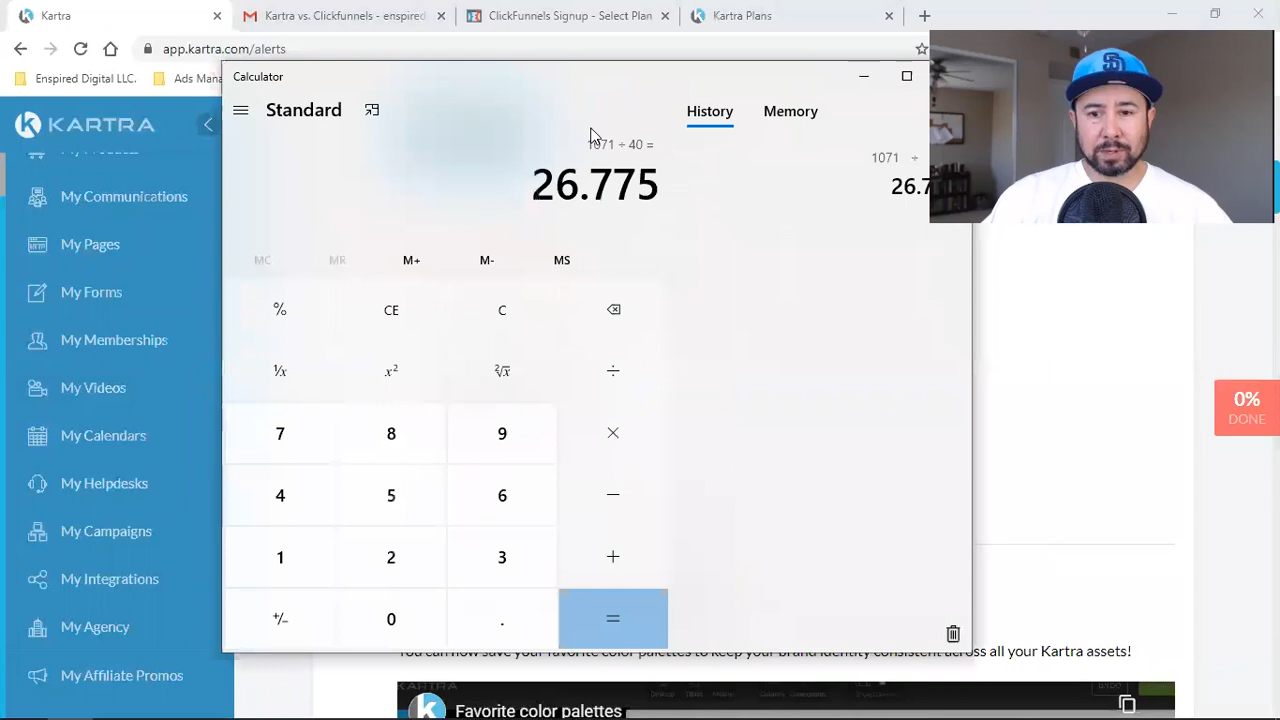 Kartra
Kartra vs. Clickfunnels - enspired
ClickFunnels Signup - Select Plan
Kartra Plans
app.kartra.com/alerts
Enspired Digital LLC.
Ads Mana
Calculator
KARTRA
Standard
History
Memory
1071 ÷ 40 =
26.775
1071 ÷
26.7
MC
MR
M+
M-
MS
%
CE
C
⌫
¹/x
x²
²√x
÷
7
8
9
×
4
5
6
−
1
2
3
+
+/−
0
.
=
My Communications
My Pages
My Forms
My Memberships
My Videos
My Calendars
My Helpdesks
My Campaigns
My Integrations
My Agency
My Affiliate Promos
SD
0%
DONE
You can now save your favorite color palettes to keep your brand identity consistent across all your Kartra assets!
KARTRA
Favorite color palettes